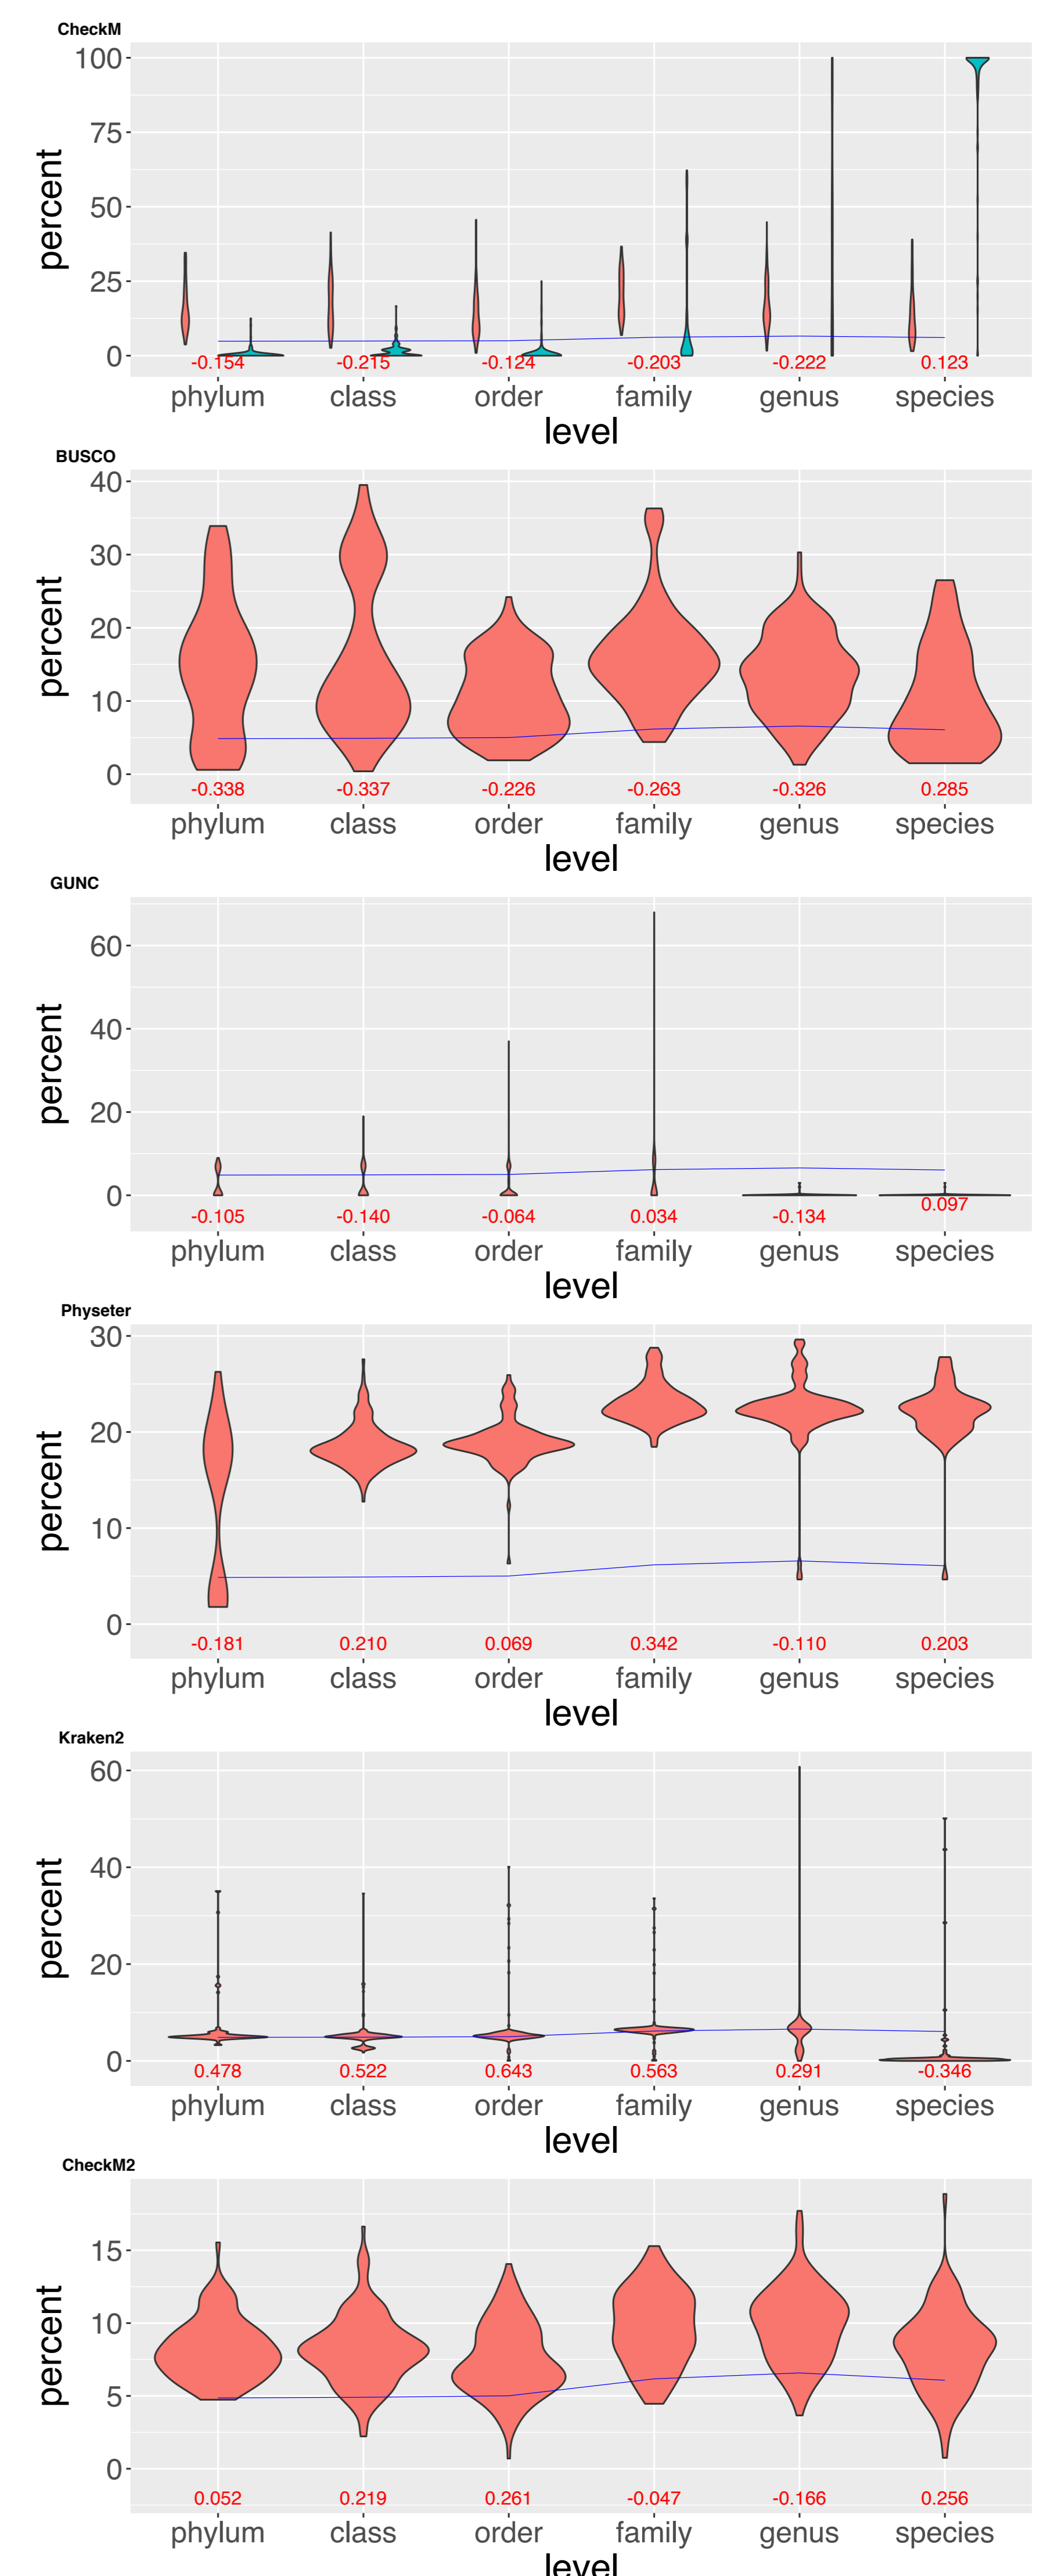 CheckM
100
75
50
25
0
percent
-0.154 -0.215 -0.124 -0.203 -0.222 0.123
phylum class order family genus species
level
BUSCO
40
30
20
10
0
percent
-0.338 -0.337 -0.226 -0.263 -0.326 0.285
phylum class order family genus species
level
GUNC
60
40
20
0
percent
-0.105 -0.140 -0.064 0.034 -0.134 0.097
phylum class order family genus species
level
Physeter
30
20
10
0
percent
-0.181 0.210 0.069 0.342 -0.110 0.203
phylum class order family genus species
level
Kraken2
60
40
20
0
percent
0.478 0.522 0.643 0.563 0.291 -0.346
phylum class order family genus species
level
CheckM2
15
10
5
0
percent
0.052 0.219 0.261 -0.047 -0.166 0.256
phylum class order family genus species
level